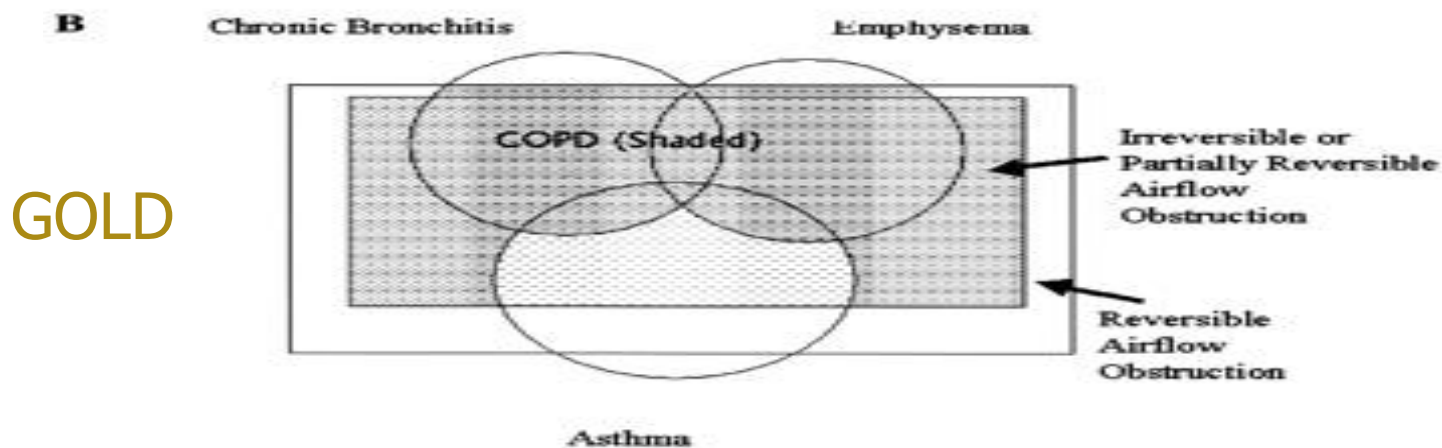 B
Chronic Bronchitis
Emphysema
COPD (Shaded)
Irreversible or
Partially Reversible
Airflow
Obstruction
GOLD
Reversible
Airflow
Obstruction
Asthma